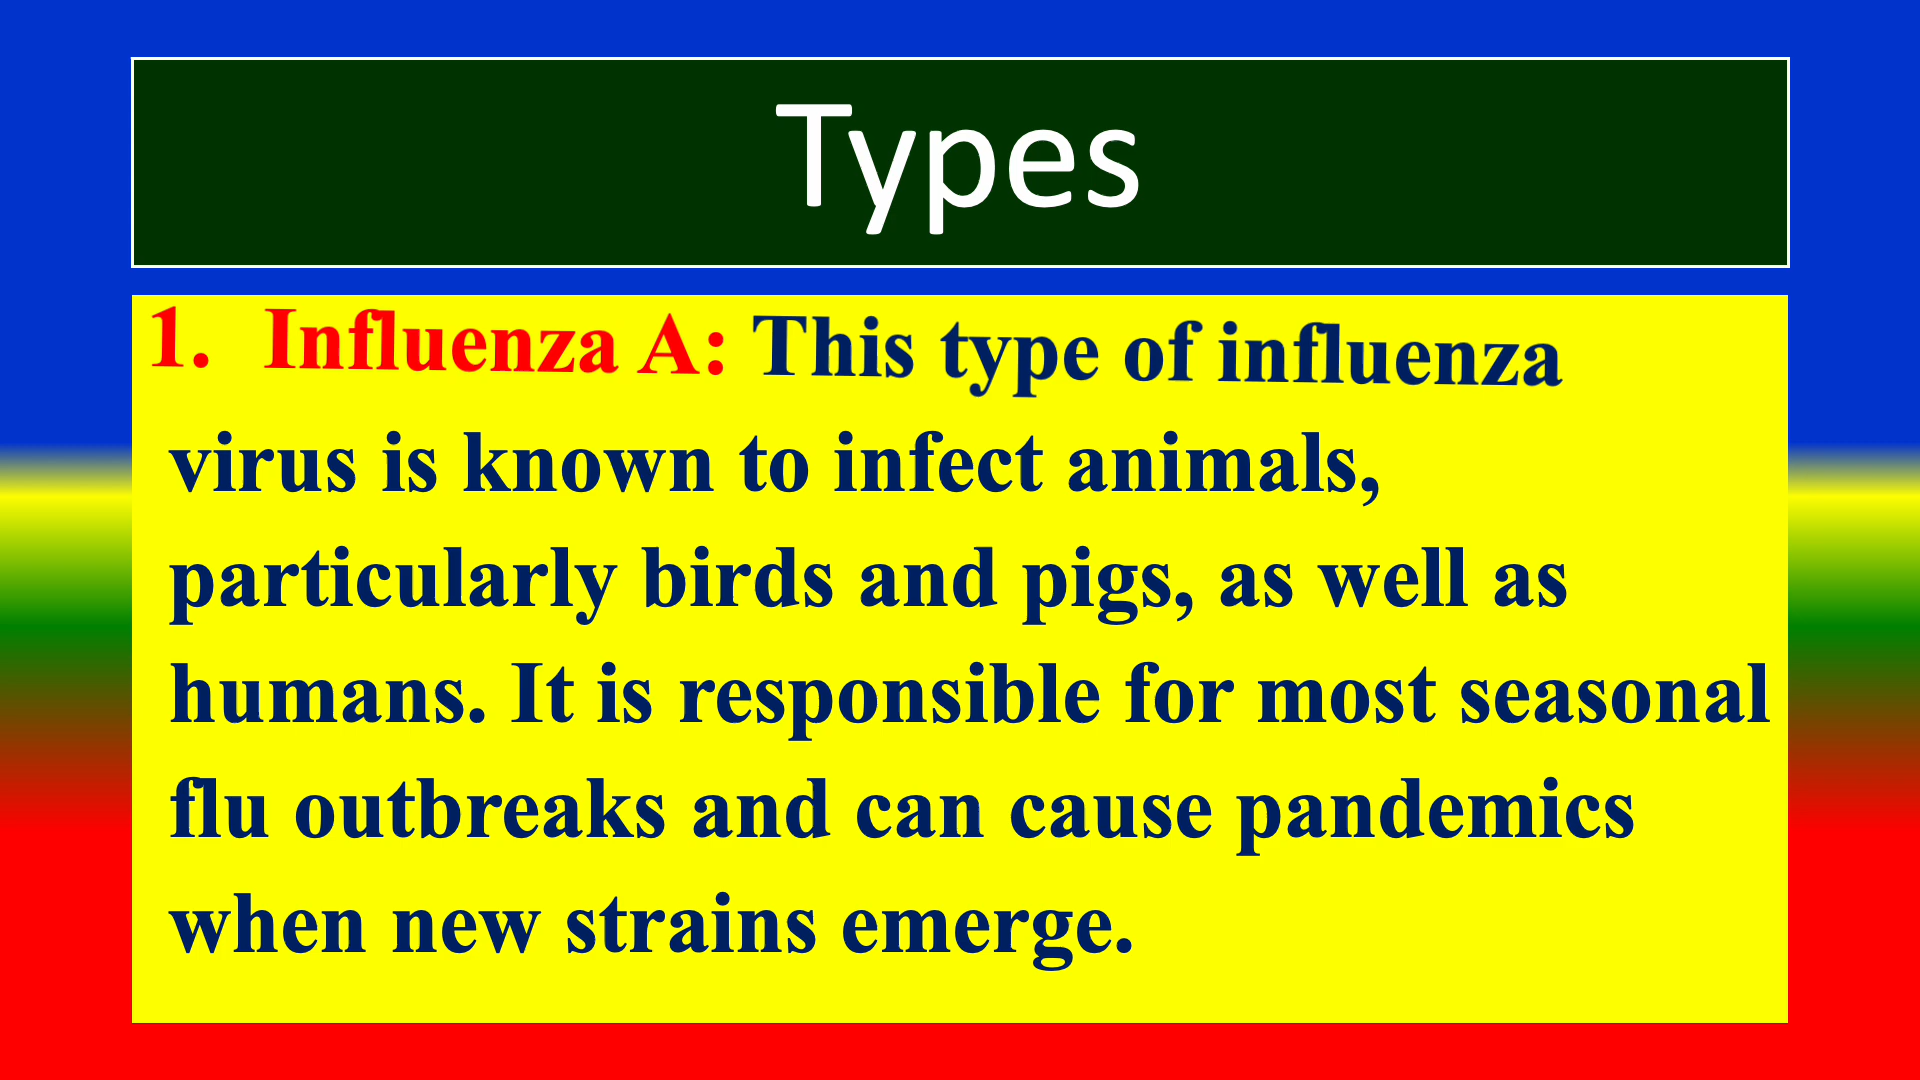 Types
1. Influenza A: This type of influenza
virus is known to infect animals,
particularly birds and pigs, as well as
humans. It is responsible for most seasonal
flu outbreaks and can cause pandemics
when new strains emerge.